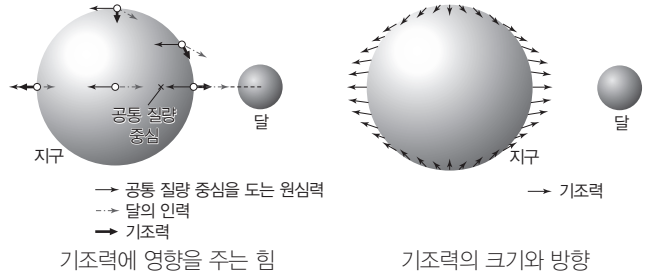 공통 질량
중심
지구
달
→ 공통 질량 중심을 도는 원심력
달의 인력
기조력
기조력에 영향을 주는 힘
달
지구
→ 기조력
기조력의 크기와 방향